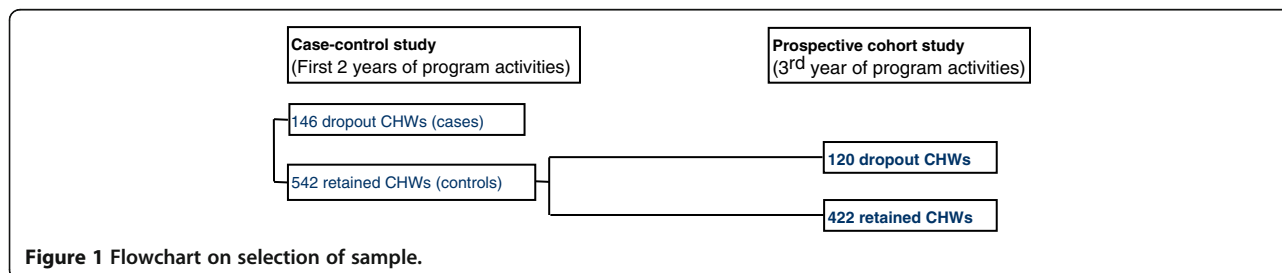 Case-control study
(First 2 years of program activities)
Prospective cohort study
(3rd year of program activities)
146 dropout CHWs (cases)
542 retained CHWs (controls)
120 dropout CHWs
422 retained CHWs
Figure 1 Flowchart on selection of sample.